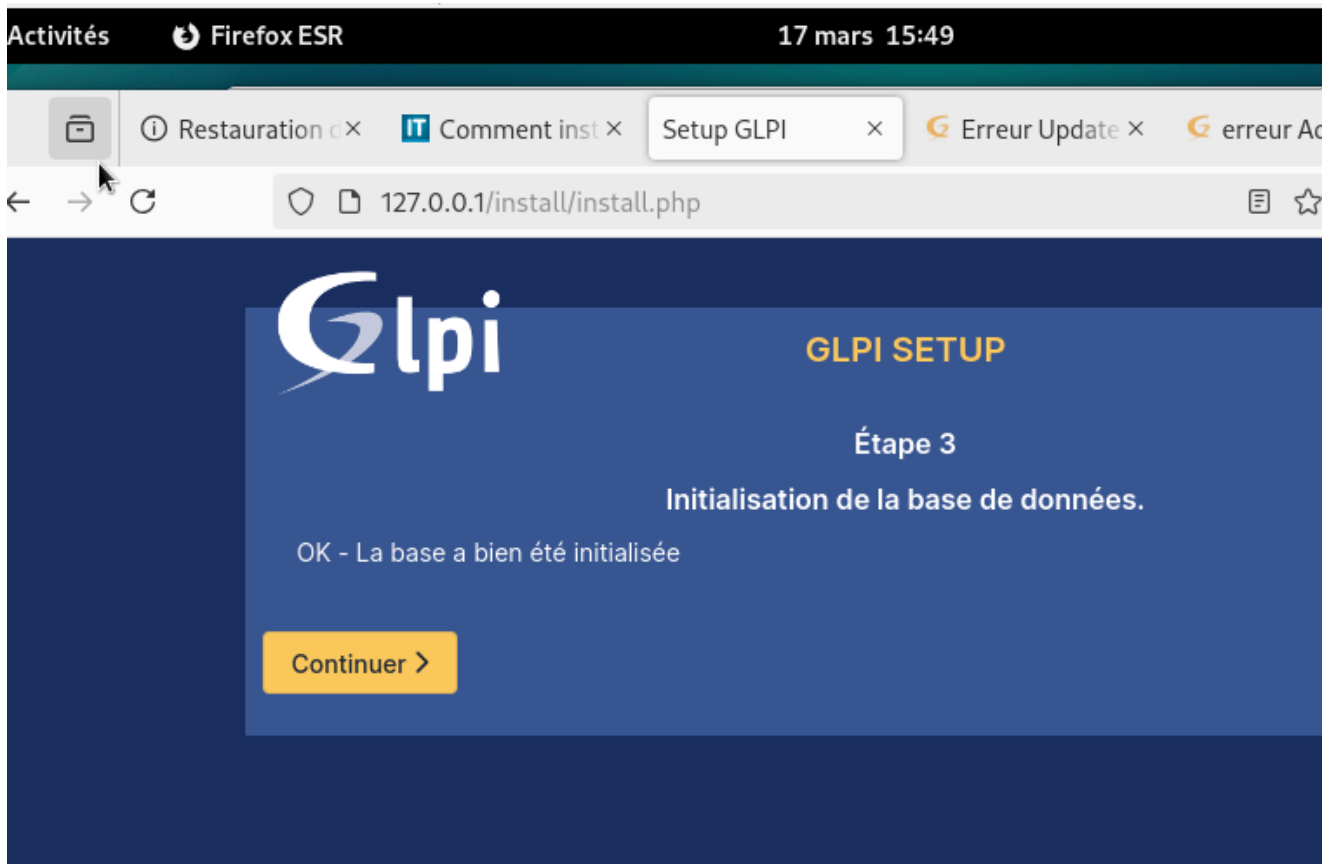 Activités Firefox ESR 17 mars 15:49
Restauration d Comment inst Setup GLPI Erreur Update erreur Ad
127.0.0.1/install/install.php
Glpi
GLPI SETUP
Étape 3
Initialisation de la base de données.
OK - La base a bien été initialisée
Continuer